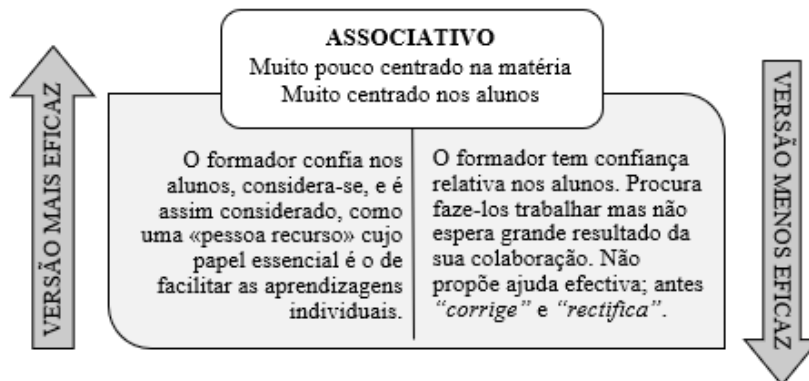 ASSOCIATIVO
Muito pouco centrado na matéria
Muito centrado nos alunos
VERSÃO MAIS EFICAZ
O formador confia nos
alunos, considera-se, e é
assim considerado, como
uma «pessoa recurso» cujo
papel essencial é o de
facilitar as aprendizagens
individuais.
O formador tem confiança
relativa nos alunos. Procura
faze-los trabalhar mas não
espera grande resultado da
sua colaboração. Não
propõe ajuda efectiva; antes
“corrige” e “rectifica”.
VERSÃO MENOS EFICAZ